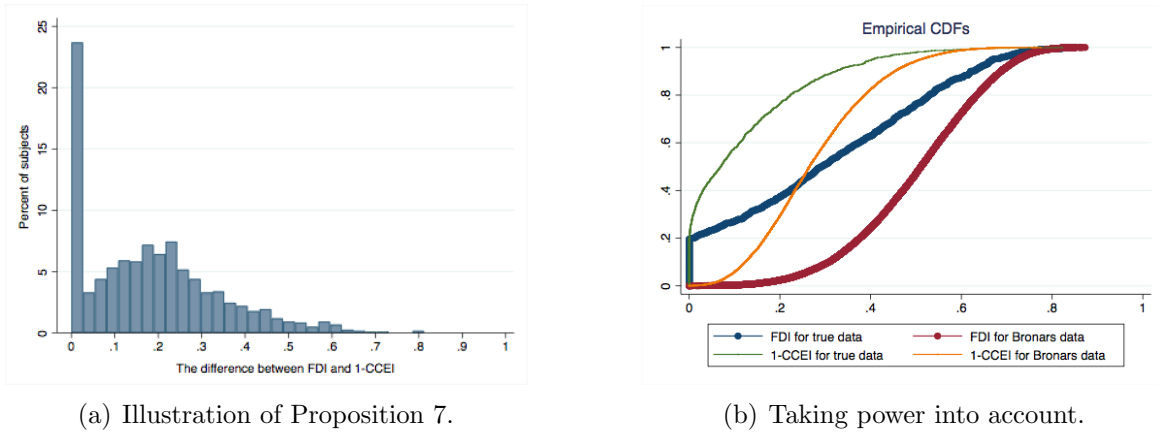 25
20
15
10
5
0
Percent of subjects
0 .1 .2 .3 .4 .5 .6 .7 .8 .9 1
The difference between FDI and 1-CCEI
(a) Illustration of Proposition 7.
Empirical CDFs
1
.8
.6
.4
.2
0
0 .2 .4 .6 .8 1
FDI for true data FDI for Bronars data
1-CCEI for true data 1-CCEI for Bronars data
(b) Taking power into account.